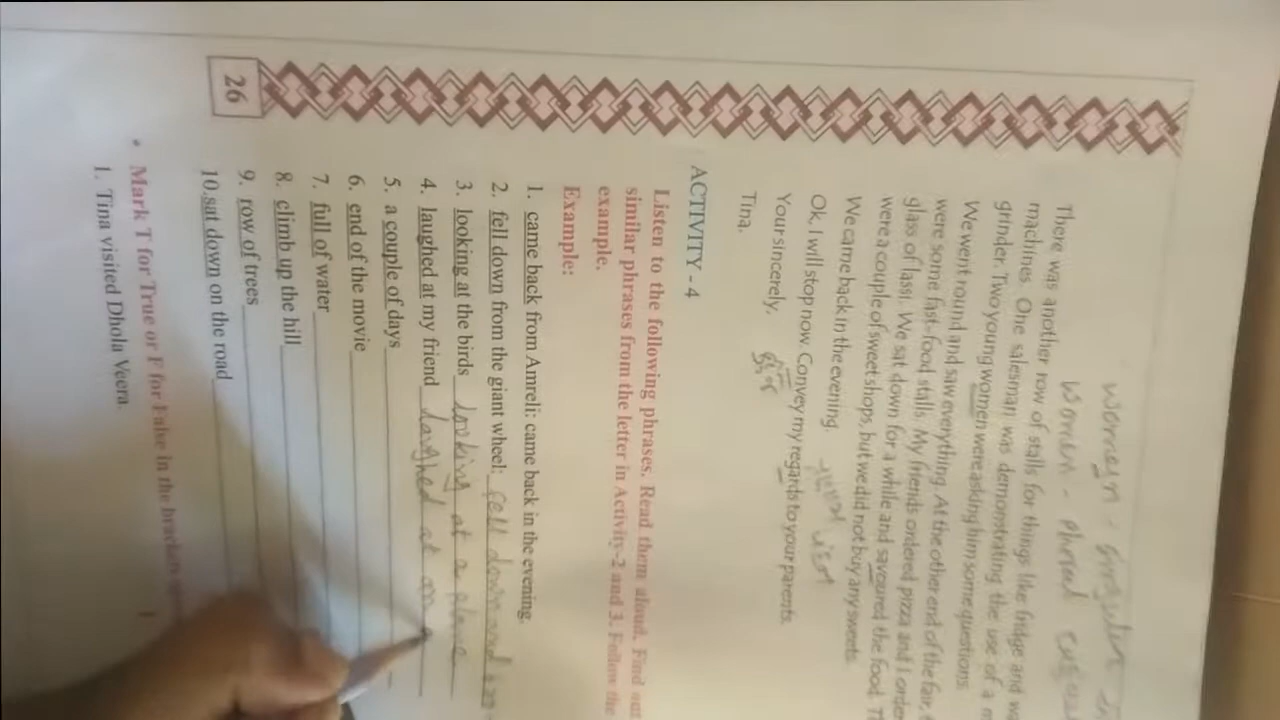 women - plural
There was another row of stalls for things like fridge and
machines. One salesman was demonstrating the use of a
grinder. Two young women were asking him some questions.
We went round and saw everything. At the other end of the fair,
were some fast-food stalls. My friends ordered pizza and I
glass of lassi. We sat down for a while and savoured the food.
were a couple of sweet shops, but we did not buy any sweets.
We came back in the evening.
Ok. I will stop now. Convey my regards to your parents.
Your sincerely,
Tina.
ACTIVITY - 4
Listen to the following phrases. Read them aloud. Find out
similar phrases from the letter in Activity-2 and 3. Follow the
example.
Example:
1. came back from Amreli: came back in the evening.
2. fell down from the giant wheel: fell down and
3. looking at the birds looking at a
4. laughed at my friend laughed at
5. a couple of days
6. end of the movie
7. full of water
8. climb up the hill
9. row of trees
10. sat down on the road
• Mark T for True or F for False in the brackets
1. Tina visited Dhola Veera.
26